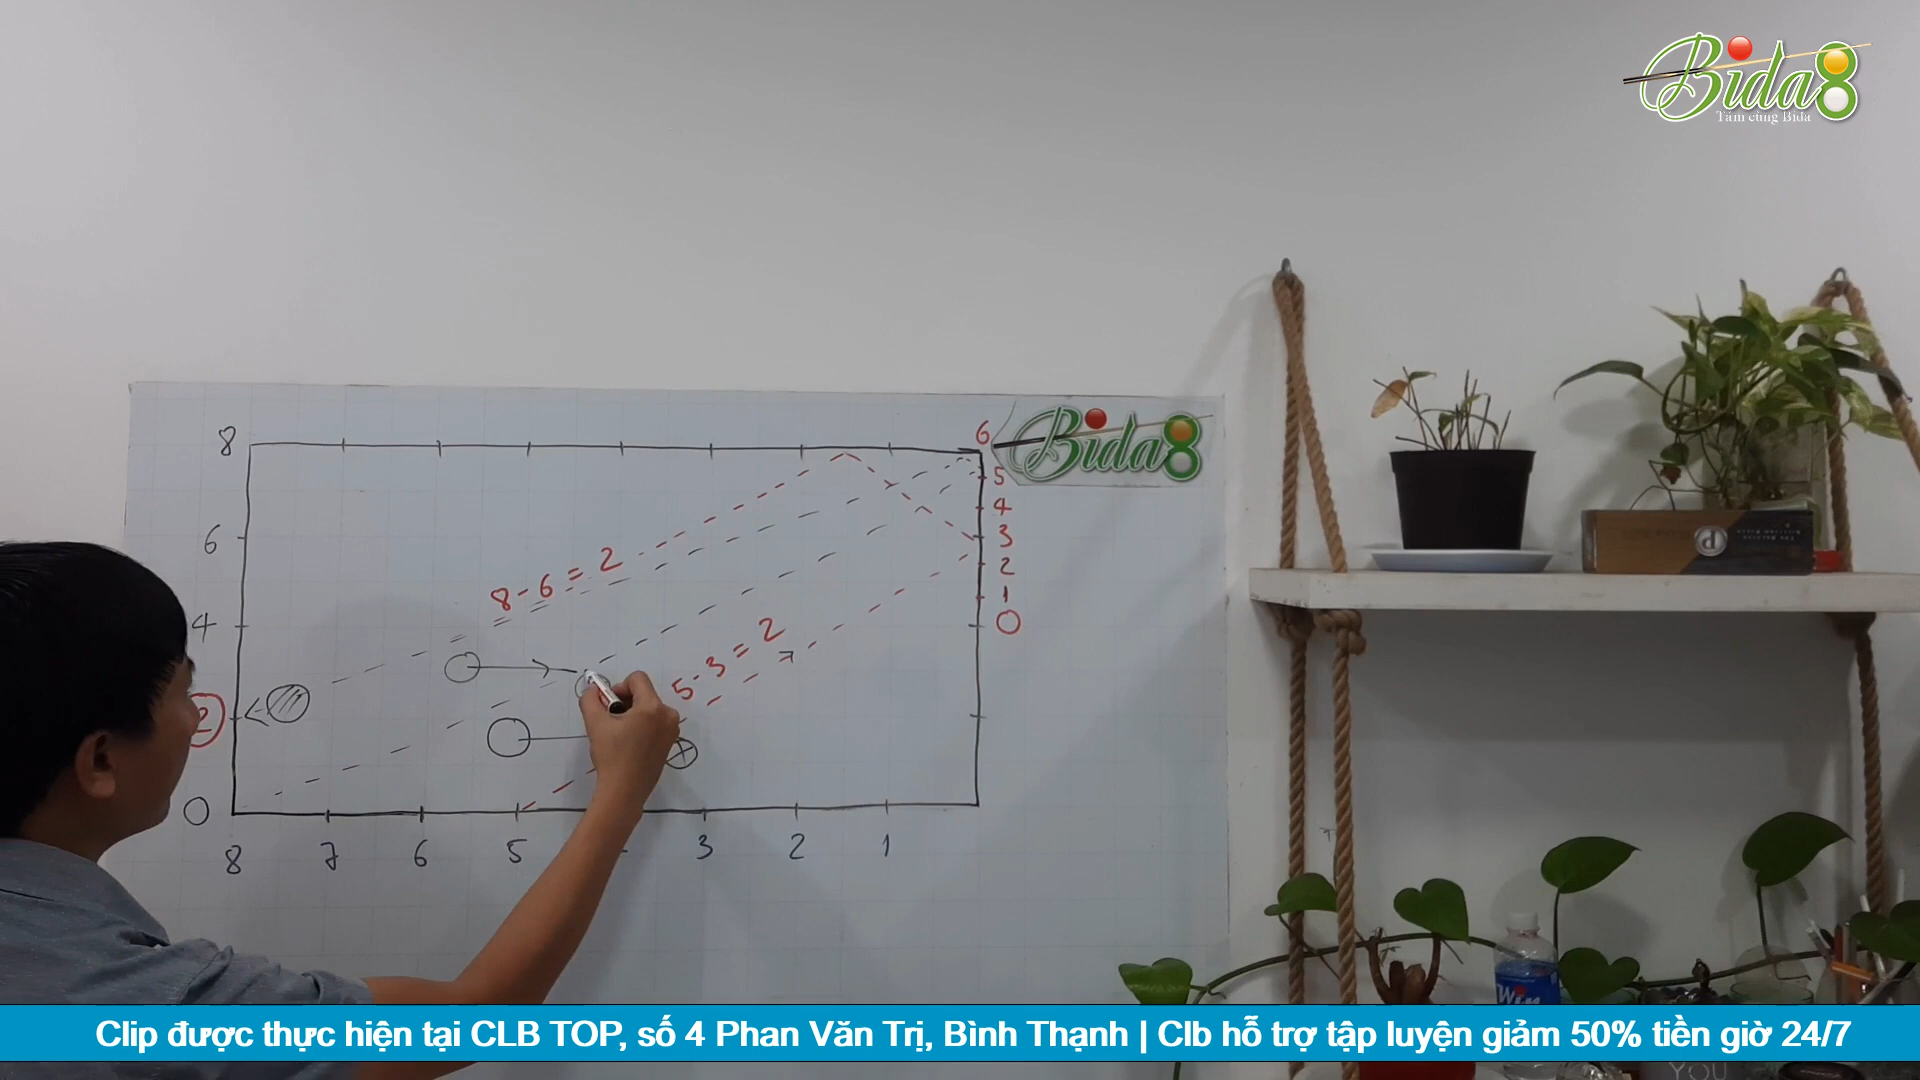 Bida8
Tâm cùng Bida
Bida8
8
6
4
2
0
6
5
4
3
2
1
0
8 - 6 = 2
5 - 3 = 2
8 7 6 5 3 2 1
Clip được thực hiện tại CLB TOP, số 4 Phan Văn Trị, Bình Thạnh | Clb hỗ trợ tập luyện giảm 50% tiền giờ 24/7
YOU